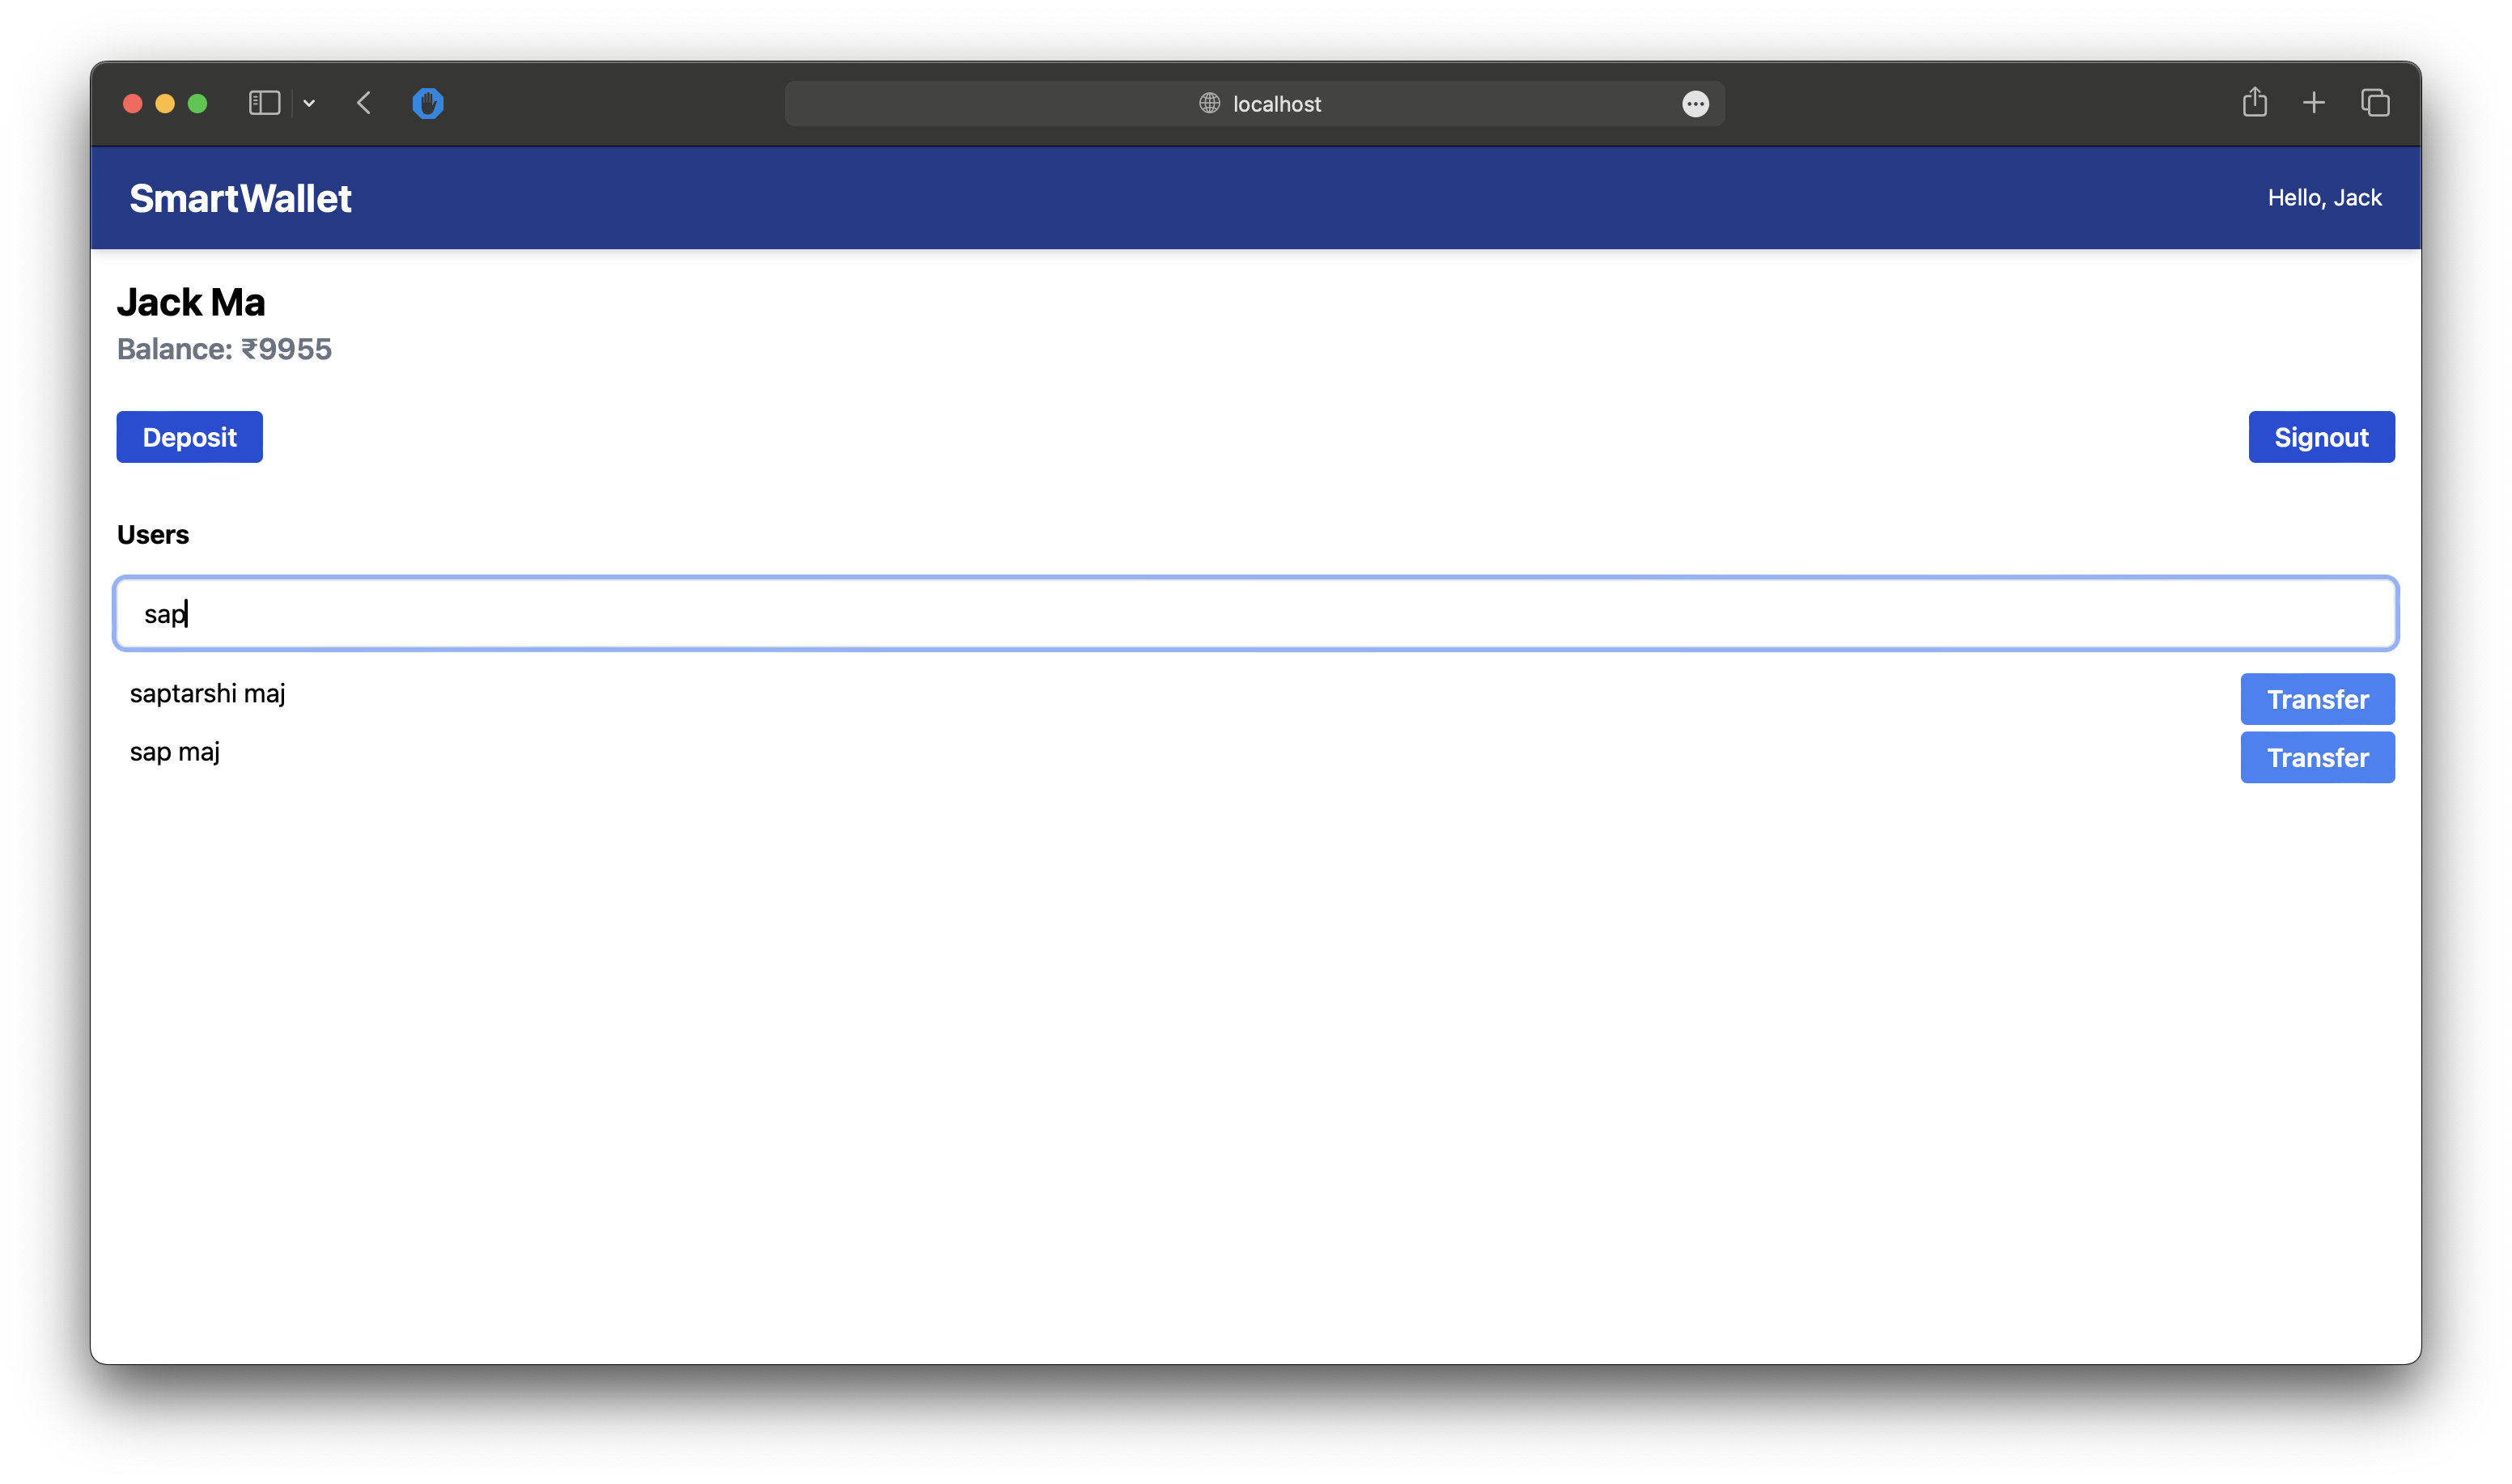 localhost
SmartWallet
Hello, Jack
Jack Ma
Balance: ₹9955
Deposit
Signout
Users
sap
saptarshi maj
Transfer
sap maj
Transfer